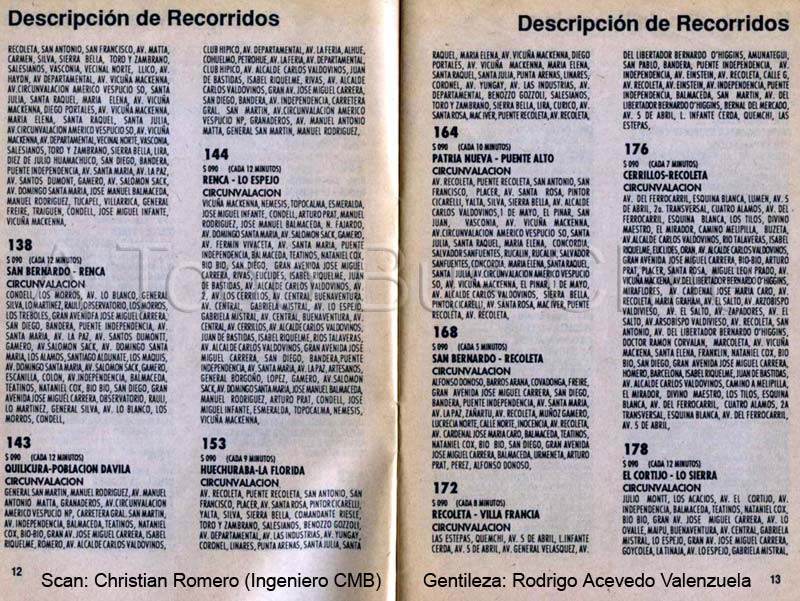 Descripción de Recorridos
RECOLETA, SAN ANTONIO, SAN FRANCISCO, AV. MATTA,
CARMEN, SILVA, SIERRA BELLA, TORO Y ZAMBRANO,
SALESIANOS, VASCONIA, VECINAL NORTE, LLICO, AV.
HAYDN, AV DEPARTAMENTAL, AV. VICUÑA MACKENNA,
AV.CIRCUNVALACION AMERICO VESPUCIO SO, SANTA
JULIA, SANTA RAQUEL, MARIA ELENA, AV. VICUÑA
MACKENNA, DIEGO PORTALES, AV. VICUÑA MACKENNA,
MARIA ELENA, SANTA RAQUEL, SANTA JULIA,
AV.CIRCUNVALACION AMERICO VESPUCIO SO, AV. VICUÑA
MACKENNA, AV. DEPARTAMENTAL, VECINAL NORTE, VASCONIA,
SALESIANOS, TORO Y ZAMBRANO, SIERRA BELLA, LIRA,
DIEZ DE JULIO HUAMACHUCO, SAN DIEGO, BANDERA,
PUENTE INDEPENDENCIA, AV. SANTA MARIA, AV. LA PAZ,
AV. SANTOS DUMONT, GAMERO, AV. SALOMON SACK,
AV. DOMINGO SANTA MARIA, JOSE MANUEL BALMACEDA,
MANUEL RODRIGUEZ, TUCAPEL, VILLARRICA, GENERAL
FREIRE, TRAIGUEN, CONDELL, JOSE MIGUEL INFANTE,
VICUÑA MACKENNA,
138
S 090 (CADA 12 MINUTOS)
SAN BERNARDO - RENCA
CIRCUNVALACION
CONDELL, LOS MORROS, AV. LO BLANCO, GENERAL
SILVA, LO MARTINEZ, RAULI, OBSERVATORIO, LOS MORROS,
LOS TREBOLES, GRAN AVENIDA JOSE MIGUEL CARRERA,
SAN DIEGO, BANDERA, PUENTE INDEPENDENCIA, AV.
SANTA MARIA, AV. LA PAZ, AV. SANTOS DUMONT,
GAMERO, AV. SALOMON SACK, AV. DOMINGO SANTA
MARIA, LOS ALAMOS, SANTIAGO ALDUNATE, LOS MAQUIS,
AV. DOMINGO SANTA MARIA, AV. SALOMON SACK, GAMERO,
ESCANILLA, COLON, AV. INDEPENDENCIA, BALMACEDA,
TEATINOS, NATANIEL COX, BIO BIO, SAN DIEGO, GRAN
AVENIDA JOSE MIGUEL CARRERA, OBSERVATORIO, RAULI,
LO MARTINEZ, GENERAL SILVA, AV. LO BLANCO, LOS
MORROS, CONDELL,
143
S 090 (CADA 12 MINUTOS)
QUILICURA-POBLACION DAVILA
CIRCUNVALACION
GENERAL SAN MARTIN, MANUEL RODRIGUEZ, AV. MANUEL
ANTONIO MATTA, GRANADEROS, AV.CIRCUNVALACION
AMERICO VESPUCIO NP, CARRETERA GRAL. SAN MARTIN,
AV. INDEPENDENCIA, BALMACEDA, TEATINOS, NATANIEL
COX, BIO-BIO, GRAN AV. JOSE MIGUEL CARRERA, ISABEL
RIQUELME, ROMERO, AV. ALCALDE CARLOS VALDOVINOS,
CLUB HIPICO, AV. DEPARTAMENTAL, AV. LA FERIA, ALHUE,
COHUELMO, PETROHUE, AV. LA FERIA, AV. DEPARTAMENTAL,
CLUB HIPICO, AV. ALCALDE CARLOS VALDOVINOS, JUAN
DE BASTIDAS, ISABEL RIQUELME, RIVAS, AV. ALCALDE
CARLOS VALDOVINOS, GRAN AV. JOSE MIGUEL CARRERA,
SAN DIEGO, BANDERA, AV. INDEPENDENCIA, CARRETERA
GRAL. SAN MARTIN, AV.CIRCUNVALACION AMERICO
VESPUCIO NP, GRANADEROS, AV. MANUEL ANTONIO
MATTA, GENERAL SAN MARTIN, MANUEL RODRIGUEZ,
144
S 090 (CADA 12 MINUTOS)
RENCA - LO ESPEJO
CIRCUNVALACION
VICUÑA MACKENNA, NEMESIS, TOPOCALMA, ESMERALDA,
JOSE MIGUEL INFANTE, CONDELL, ARTURO PRAT, MANUEL
RODRIGUEZ, JOSE MANUEL BALMACEDA, N. FAJARDO,
AV. DOMINGO SANTA MARIA, AV. SALOMON SACK, GAMERO,
AV. FERMIN VIVACETA, AV. SANTA MARIA, PUENTE
INDEPENDENCIA, BALMACEDA, TEATINOS, NATANIEL COX,
BIO BIO, SAN DIEGO, GRAN AVENIDA JOSE MIGUEL
CARRERA, RIVAS, EUCLIDES, ISABEL RIQUELME, JUAN
DE BASTIDAS, AV. ALCALDE CARLOS VALDOVINOS, AV.
2, AV. LOS CERRILLOS, AV. CENTRAL, BUENAVENTURA,
AV. CENTRAL, GABRIELA MISTRAL, AV. LO ESPEJO,
GABRIELA MISTRAL, AV. CENTRAL, BUENAVENTURA, AV.
CENTRAL, AV. CERRILLOS, AV. ALCALDE CARLOS VALDOVINOS,
JUAN DE BASTIDAS, ISABEL RIQUELME, RIOS TALAVERAS,
AV. ALCALDE CARLOS VALDOVINOS, GRAN AVENIDA JOSE
MIGUEL CARRERA, SAN DIEGO, BANDERA, PUENTE
INDEPENDENCIA, AV. SANTA MARIA, AV. LA PAZ, ARTESANOS,
GENERAL BORGOÑO, LOPEZ, GAMERO, AV. SALOMON
SACK, AV. DOMINGO SANTA MARIA, JOSE MANUEL BALMACEDA,
MANUEL RODRIGUEZ, ARTURO PRAT, CONDELL, JOSE
MIGUEL INFANTE, ESMERALDA, TOPOCALMA, NEMESIS,
VICUÑA MACKENNA,
153
S 090 (CADA 9 MINUTOS)
HUECHURABA-LA FLORIDA
CIRCUNVALACION
AV. RECOLETA, PUENTE RECOLETA, SAN ANTONIO, SAN
FRANCISCO, PLACER, AV. SANTA ROSA, PINTOR CICARELLI,
YALTA, SILVA, SIERRA BELLA, COMANDANTE RIESLE,
TORO Y ZAMBRANO, SALESIANOS, BENOZZO GOZZOLI,
AV. DEPARTAMENTAL, AV. LAS INDUSTRIAS, AV. YUNGAY,
CORONEL, LINARES, PUNTA ARENAS, SANTA JULIA, SANTA
12
Scan: Christian Romero (Ingeniero CMB)
Descripción de Recorridos
RAQUEL, MARIA ELENA, AV. VICUÑA MACKENNA, DIEGO
PORTALES, AV. VICUÑA MACKENNA, MARIA ELENA,
SANTA RAQUEL, SANTA JULIA, PUNTA ARENAS, LINARES,
CORONEL, AV. YUNGAY, AV. LAS INDUSTRIAS, AV.
DEPARTAMENTAL, BENOZZO GOZZOLI, SALESIANOS,
TORO Y ZAMBRANO, SIERRA BELLA, LIRA, CURICO, AV.
SANTA ROSA, MAC IVER, PUENTE RECOLETA, AV. RECOLETA,
164
S 090 (CADA 10 MINUTOS)
PATRIA NUEVA - PUENTE ALTO
CIRCUNVALACION
AV. RECOLETA, PUENTE RECOLETA, SAN ANTONIO, SAN
FRANCISCO, PLACER, AV. SANTA ROSA, PINTOR
CICARELLI, YALTA, SILVA, SIERRA BELLA, AV. ALCALDE
CARLOS VALDOVINOS, 1 DE MAYO, EL PINAR, SAN
JUAN, VASCONIA, AV. VICUÑA MACKENNA,
AV.CIRCUNVALACION AMERICO VESPUCIO SO, SANTA
JULIA, SANTA RAQUEL, MARIA ELENA, CONCORDIA,
SALVADOR SANFUENTES, RUCALIN, RUCALIN, SALVADOR
SANFUENTES, CONCORDIA, MARIA ELENA, SANTA RAQUEL,
SANTA JULIA, AV.CIRCUNVALACION AMERICO VESPUCIO
SO, AV. VICUÑA MACKENNA, EL PINAR, 1 DE MAYO,
AV. ALCALDE CARLOS VALDOVINOS, SIERRA BELLA,
PINTOR CICARELLI, AV. SANTA ROSA, MAC IVER, PUENTE
RECOLETA, AV. RECOLETA,
168
S 090 (CADA 5 MINUTOS)
SAN BERNARDO - RECOLETA
CIRCUNVALACION
ALFONSO DONOSO, BARROS ARANA, COVADONGA, FREIRE,
GRAN AVENIDA JOSE MIGUEL CARRERA, SAN DIEGO,
BANDERA, PUENTE INDEPENDENCIA, AV. SANTA MARIA,
AV. LA PAZ, ZAÑARTU, AV. RECOLETA, MUÑOZ GAMERO,
LUCRECIA NORTE, CALLE NORTE, INOCENCIA, AV. RECOLETA,
AV. CARDENAL JOSE MARIA CARO, BALMACEDA, TEATINOS,
NATANIEL COX, BIO BIO, SAN DIEGO, GRAN AVENIDA
JOSE MIGUEL CARRERA, BALMACEDA, URMENETA, ARTURO
PRAT, PEREZ, ALFONSO DONOSO,
172
S 090 (CADA 8 MINUTOS)
RECOLETA - VILLA FRANCIA
CIRCUNVALACION
LAS ESTEPAS, QUEMCHI, AV. 5 DE ABRIL, L.INFANTE
CERDA, AV. 5 DE ABRIL, AV. GENERAL VELASQUEZ, AV.
DEL LIBERTADOR BERNARDO O'HIGGINS, AMUNATEGUI,
SAN PABLO, BANDERA, PUENTE INDEPENDENCIA, AV.
INDEPENDENCIA, AV. EINSTEIN, AV. RECOLETA, CALLE G,
AV. RECOLETA, AV. EINSTEIN, AV. INDEPENDENCIA, PUENTE
INDEPENDENCIA, BALMACEDA, SAN MARTIN, AV. DEL
LIBERTADOR BERNARDO O'HIGGINS, BERNAL DEL MERCADO,
AV. 5 DE ABRIL, L. INFANTE CERDA, QUEMCHI, LAS
ESTEPAS,
176
S 090 (CADA 7 MINUTOS)
CERRILLOS-RECOLETA
CIRCUNVALACION
AV. DEL FERROCARRIL, ESQUINA BLANCA, LUMEN, AV. 5
DE ABRIL, 2a. TRANSVERSAL, CUATRO ALAMOS, AV. DEL
FERROCARRIL, ESQUINA BLANCA, LOS TILOS, DIVINO
MAESTRO, EL MIRADOR, CAMINO MELIPILLA, BUZETA,
AV. ALCALDE CARLOS VALDOVINOS, RIO TALAVERAS, ISABEL
RIQUELME, EUCLIDES, ODISA, AV. ALCALDE CARLOS VALDOVINOS,
GRAN AVENIDA JOSE MIGUEL CARRERA, BIO-BIO, ARTURO
PRAT, PLACER, SANTA ROSA, MIGUEL LEON PRADO, AV.
VICUÑA MACKENA, AV. DEL LIBERTADOR BERNARDO O'HIGGINS,
MIRAFLORES, AV. CARDENAL JOSE MARIA CARO, AV.
RECOLETA, MARIA GRAHAM, AV. EL SALTO, AV. ARZOBISPO
VALDIVIESO, AV. EL SALTO, AV. ZAPADORES, AV. EL
SALTO, AV. ARSOBISPO VALDIVIESO, AV. RECOLETA, SAN
ANTONIO, AV. DEL LIBERTADOR BERNARDO O'HIGGINS,
DOCTOR RAMON CORVALAN, MARCOLETA, AV. VICUÑA
MACKENA, SANTA ELENA, FRANKLIN, NATANIEL COX, BIO
BIO, SAN DIEGO, GRAN AVENIDA JOSE MIGUEL CARRERA,
HOMERO, BARCELONA, ISABEL RIQUELME, JUAN DE BASTIDAS,
AV. ALCALDE CARLOS VALDOVINOS, CAMINO A MELIPILLA,
EL MIRADOR, DIVINO MAESTRO, LOS TILOS, ESQUINA
BLANCA, AV. DEL FERROCARRIL, CUATRO ALAMOS, 2A
TRANSVERSAL, ESQUINA BLANCA, AV. DEL FERROCARRIL,
AV. 5 DE ABRIL,
178
S 090 (CADA 12 MINUTOS)
EL CORTIJO - LO SIERRA
CIRCUNVALACION
JULIO MONTT, LOS ACACIOS, AV. EL CORTIJO, AV.
INDEPENDENCIA, BALMACEDA, TEATINOS, NATANIEL COX,
BIO BIO, GRAN AV. JOSE MIGUEL CARRERA, AV. LO
OVALLE, MAIPU, BUENAVENTURA, AV. CENTRAL, GABRIELA
MISTRAL, LO ESPEJO, GRAN AV. JOSE MIGUEL CARRERA,
GOYCOLEA, LA TINAJA, AV. LO ESPEJO, GABRIELA MISTRAL,
13
Gentileza: Rodrigo Acevedo Valenzuela